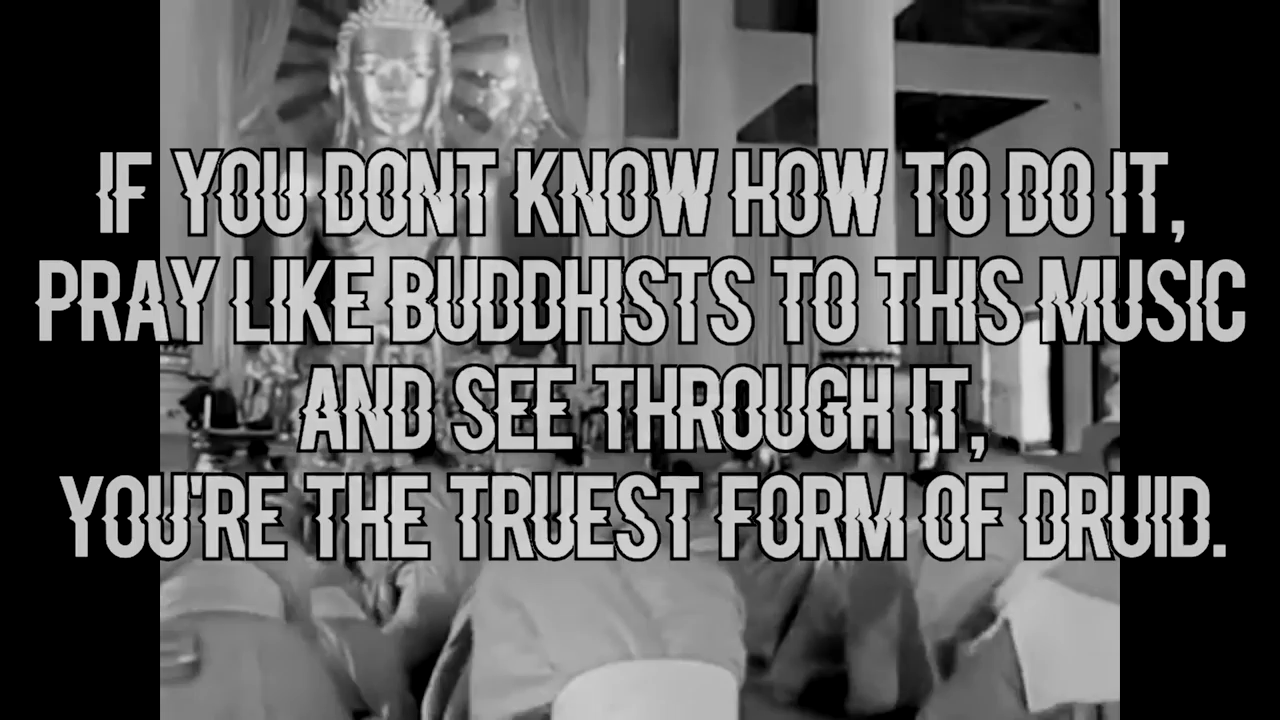 IF YOU DONT KNOW HOW TO DO IT,
PRAY LIKE BUDDHISTS TO THIS MUSIC
AND SEE THROUGH IT,
YOU'RE THE TRUEST FORM OF DRUID.